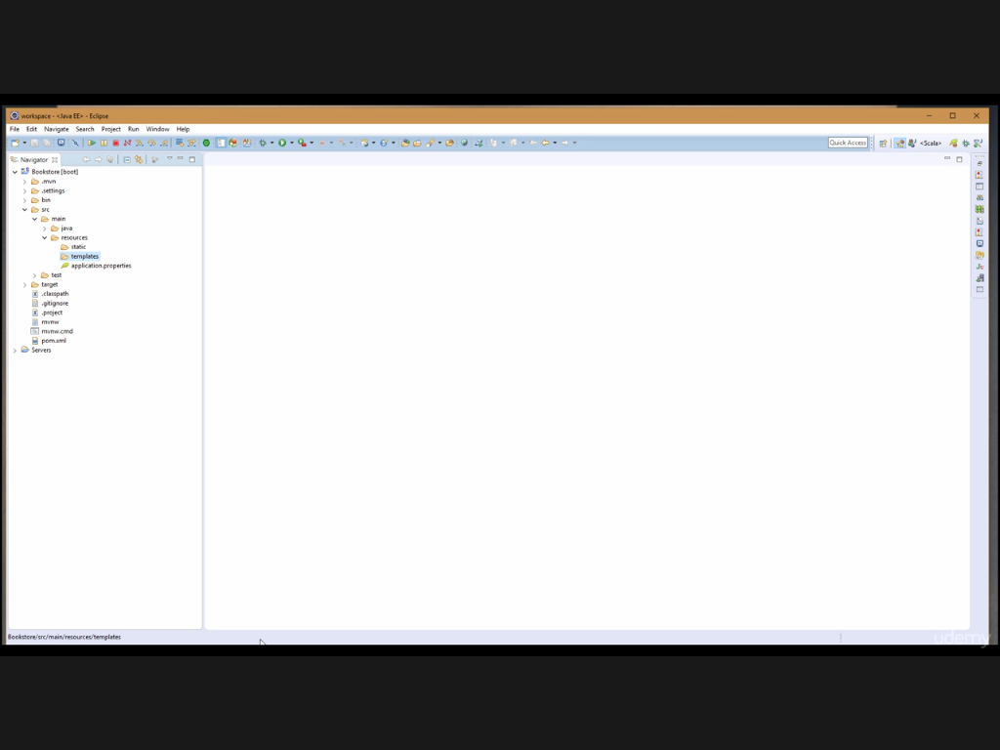 workspace - <Java EE> - Eclipse
File Edit Navigate Search Project Run Window Help
Quick Access
<Scala>
Navigator
Bookstore [boot]
.mvn
.settings
bin
src
main
java
resources
static
templates
application.properties
test
target
.classpath
.gitignore
.project
mvnw
mvnw.cmd
pom.xml
Servers
Bookstore/src/main/resources/templates
udemy